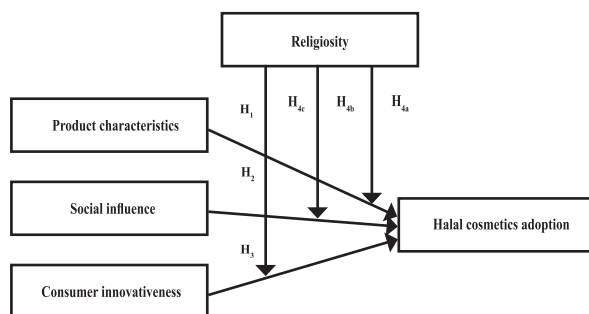 Religiosity
H1
H4c
H4b
H4a
Product characteristics
H2
Social influence
Halal cosmetics adoption
H3
Consumer innovativeness